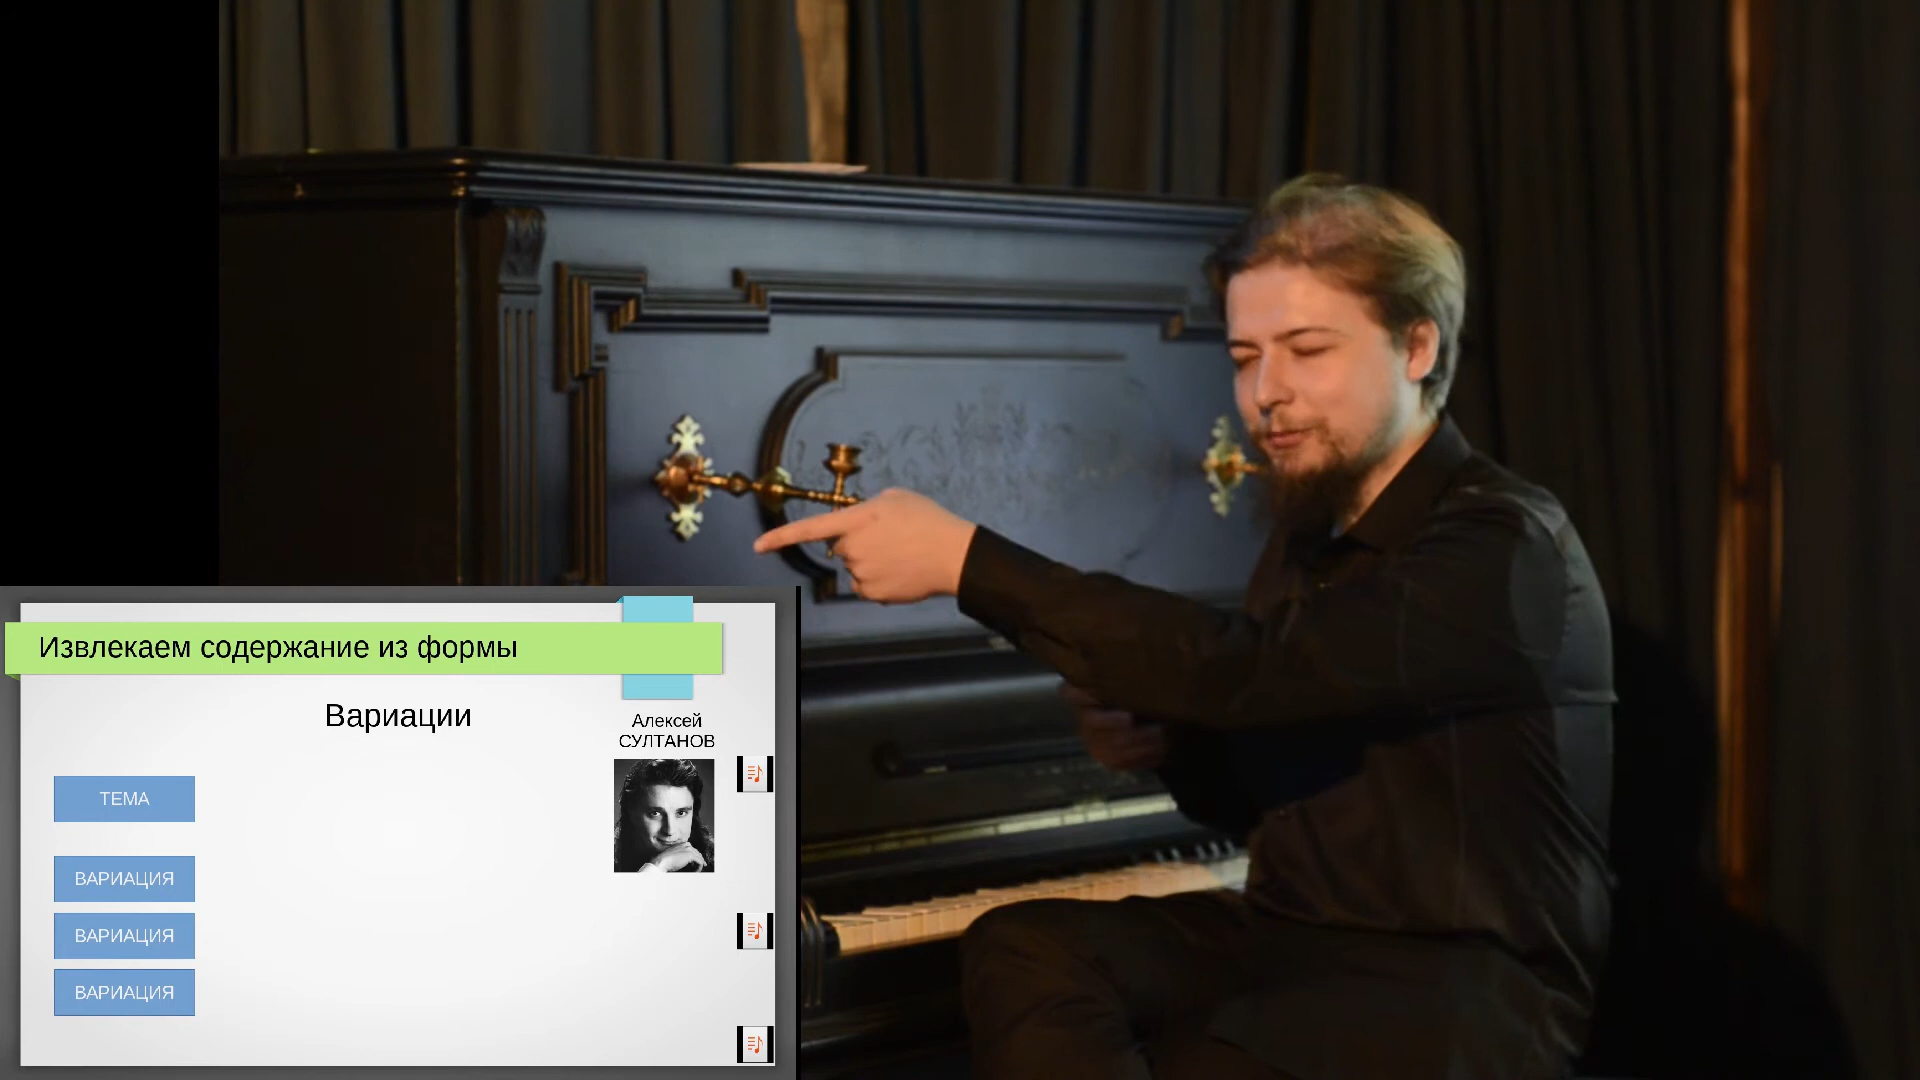 Извлекаем содержание из формы
Вариации
Алексей
СУЛТАНОВ
ТЕМА
ВАРИАЦИЯ
ВАРИАЦИЯ
ВАРИАЦИЯ